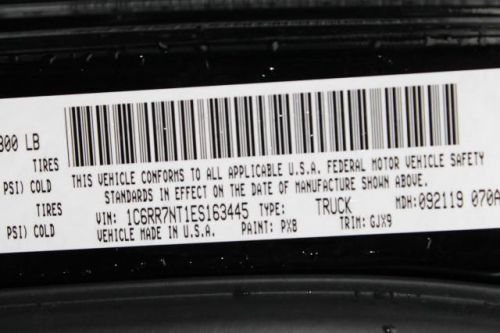 800 LB
TIRES
PSI) COLD
TIRES
PSI) COLD
THIS VEHICLE CONFORMS TO ALL APPLICABLE U.S.A. FEDERAL MOTOR VEHICLE SAFETY
STANDARDS IN EFFECT ON THE DATE OF MANUFACTURE SHOWN ABOVE.
VIN: 1C6RR7NT1ES163445 TYPE: TRUCK MDH: 092119 070A
VEHICLE MADE IN U.S.A. PAINT: PX8 TRIM: GJX9